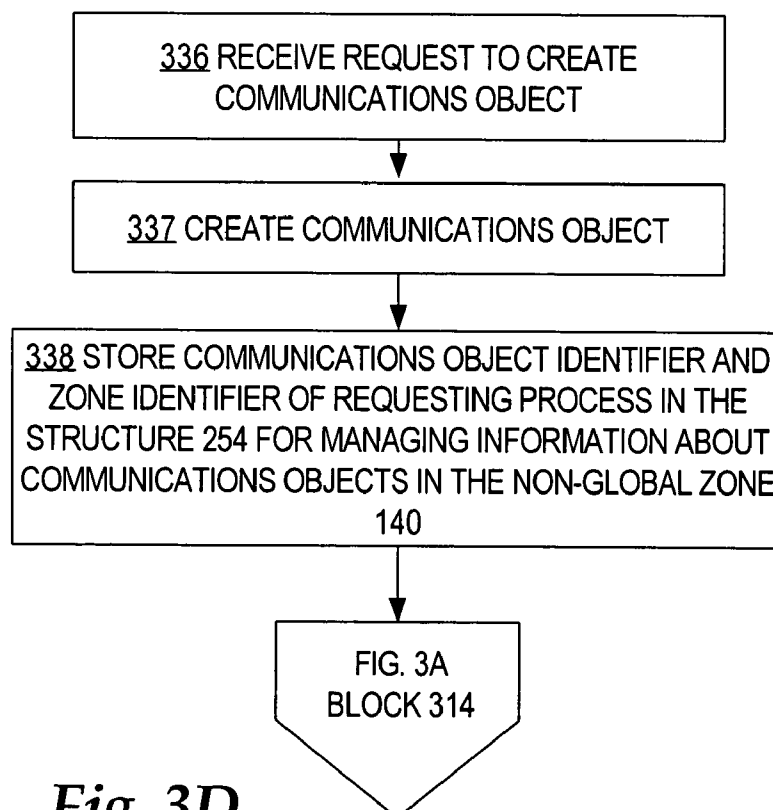 336 RECEIVE REQUEST TO CREATE
COMMUNICATIONS OBJECT
337 CREATE COMMUNICATIONS OBJECT
338 STORE COMMUNICATIONS OBJECT IDENTIFIER AND
ZONE IDENTIFIER OF REQUESTING PROCESS IN THE
STRUCTURE 254 FOR MANAGING INFORMATION ABOUT
COMMUNICATIONS OBJECTS IN THE NON-GLOBAL ZONE
140
FIG. 3A
BLOCK 314
Fig. 3D